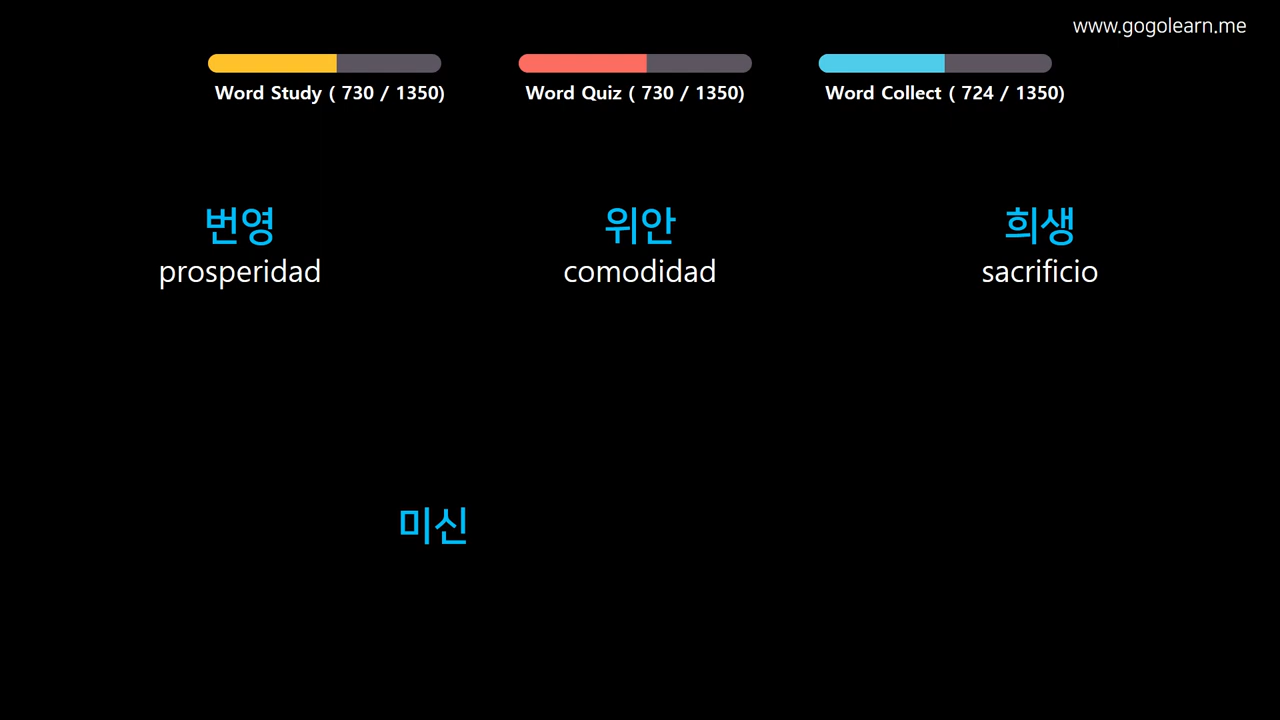 www.gogolearn.me
Word Study ( 730 / 1350)
Word Quiz ( 730 / 1350)
Word Collect ( 724 / 1350)
번영
위안
희생
prosperidad
comodidad
sacrificio
미신